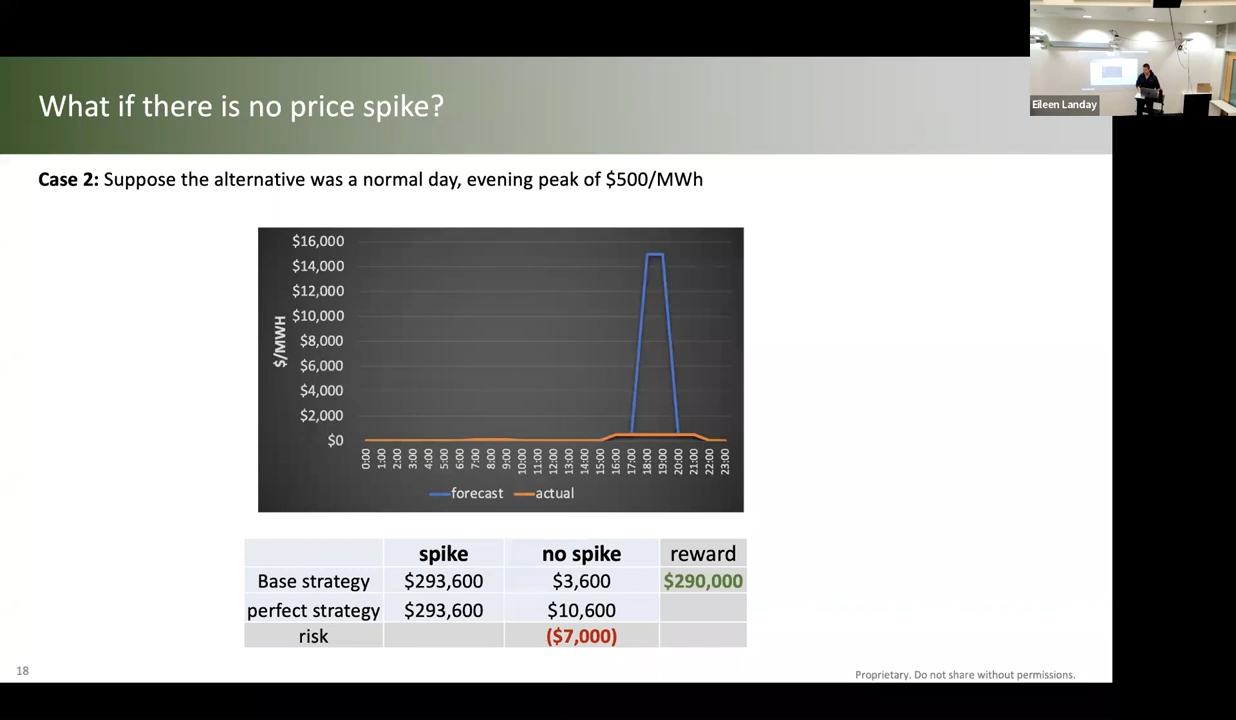 What if there is no price spike?
Eileen Landay
Case 2: Suppose the alternative was a normal day, evening peak of $500/MWh
$16,000
$14,000
$12,000
$10,000
$8,000
$6,000
$4,000
$2,000
$0
$/MWH
0:00 1:00 2:00 3:00 4:00 5:00 6:00 7:00 8:00 9:00 10:00 11:00 12:00 13:00 14:00 15:00 16:00 17:00 18:00 19:00 20:00 21:00 22:00 23:00
forecast actual
spike no spike reward
Base strategy $293,600 $3,600 $290,000
perfect strategy $293,600 $10,600
risk ($7,000)
18
Proprietary. Do not share without permissions.